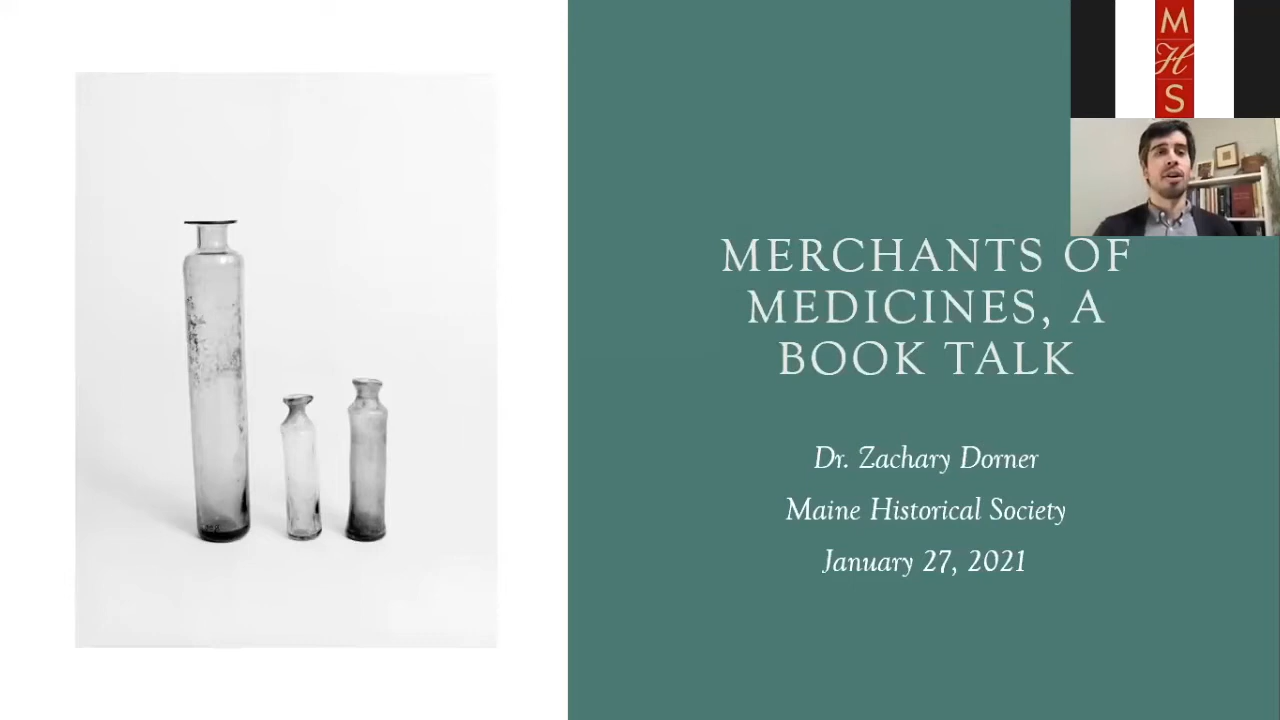 M
H
S
MERCHANTS OF
MEDICINES, A
BOOK TALK
Dr. Zachary Dorner
Maine Historical Society
January 27, 2021